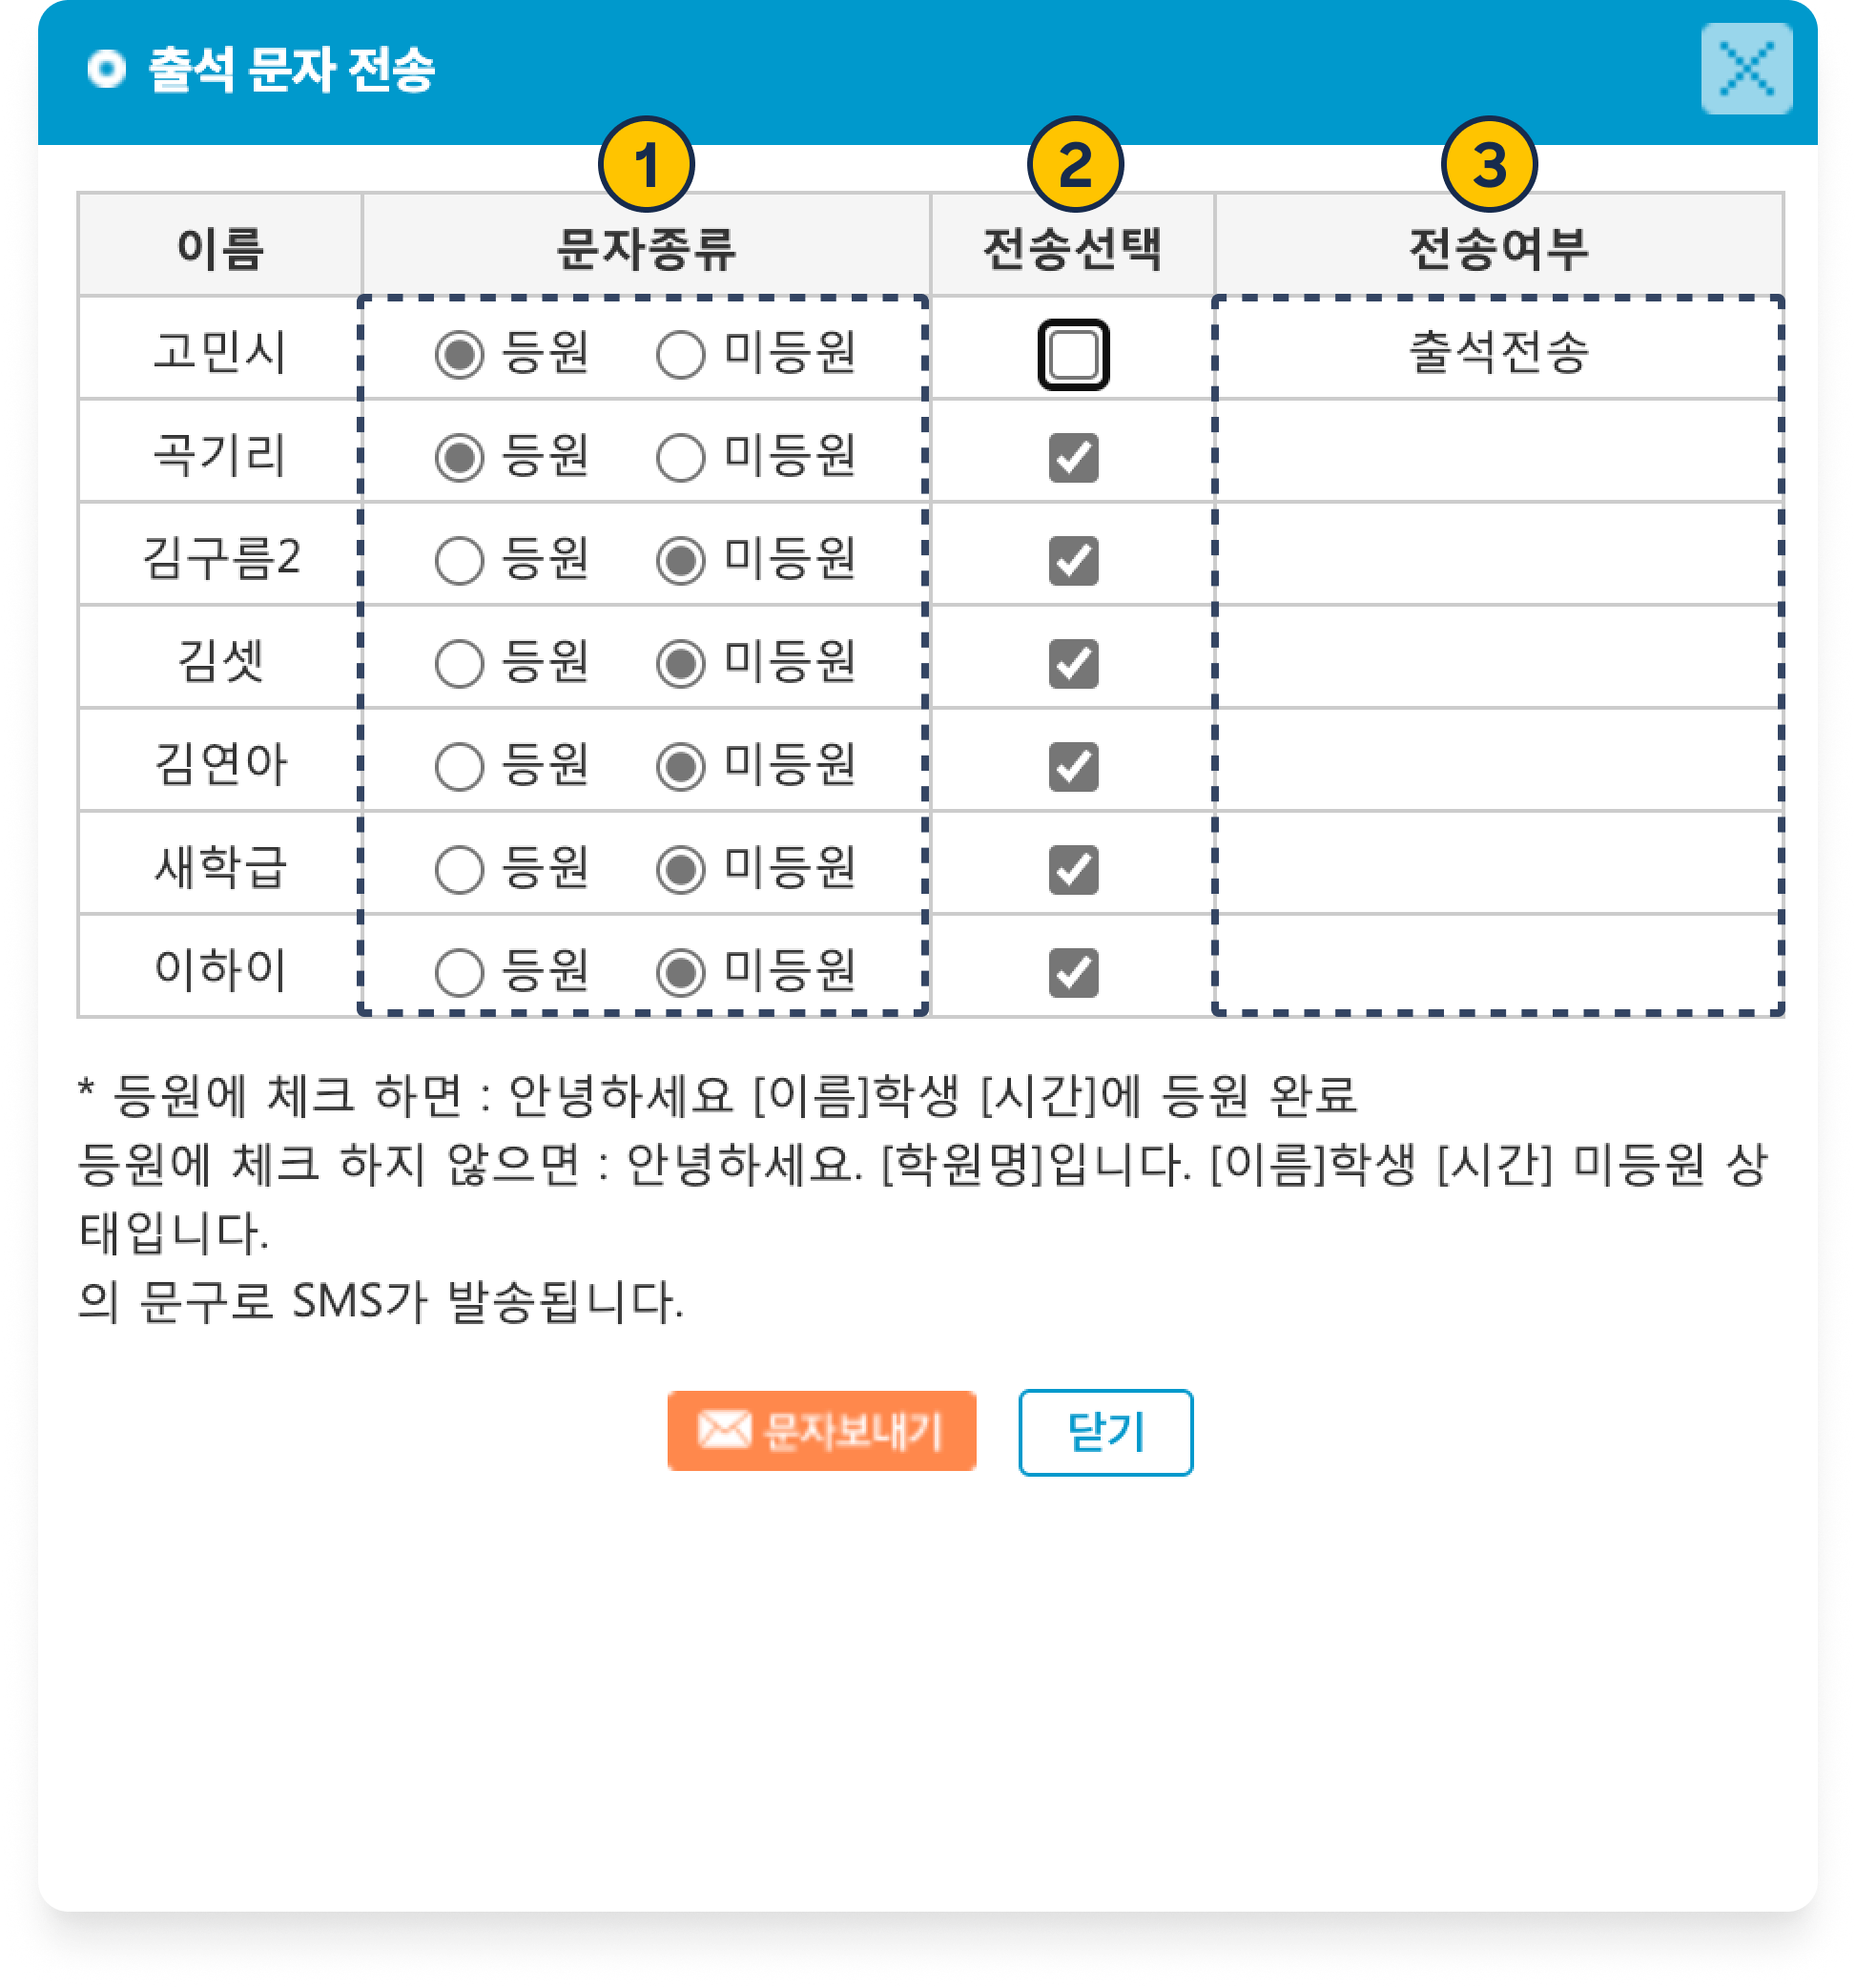 출석 문자 전송
1 2 3
이름 문자종류 전송선택 전송여부
고민시 등원 미등원 출석전송
곡기리 등원 미등원
김구름2 등원 미등원
김셋 등원 미등원
김연아 등원 미등원
새학급 등원 미등원
이하이 등원 미등원
* 등원에 체크 하면 : 안녕하세요 [이름]학생 [시간]에 등원 완료
등원에 체크 하지 않으면 : 안녕하세요. [학원명]입니다. [이름]학생 [시간] 미등원 상
태입니다.
의 문구로 SMS가 발송됩니다.
문자보내기 닫기